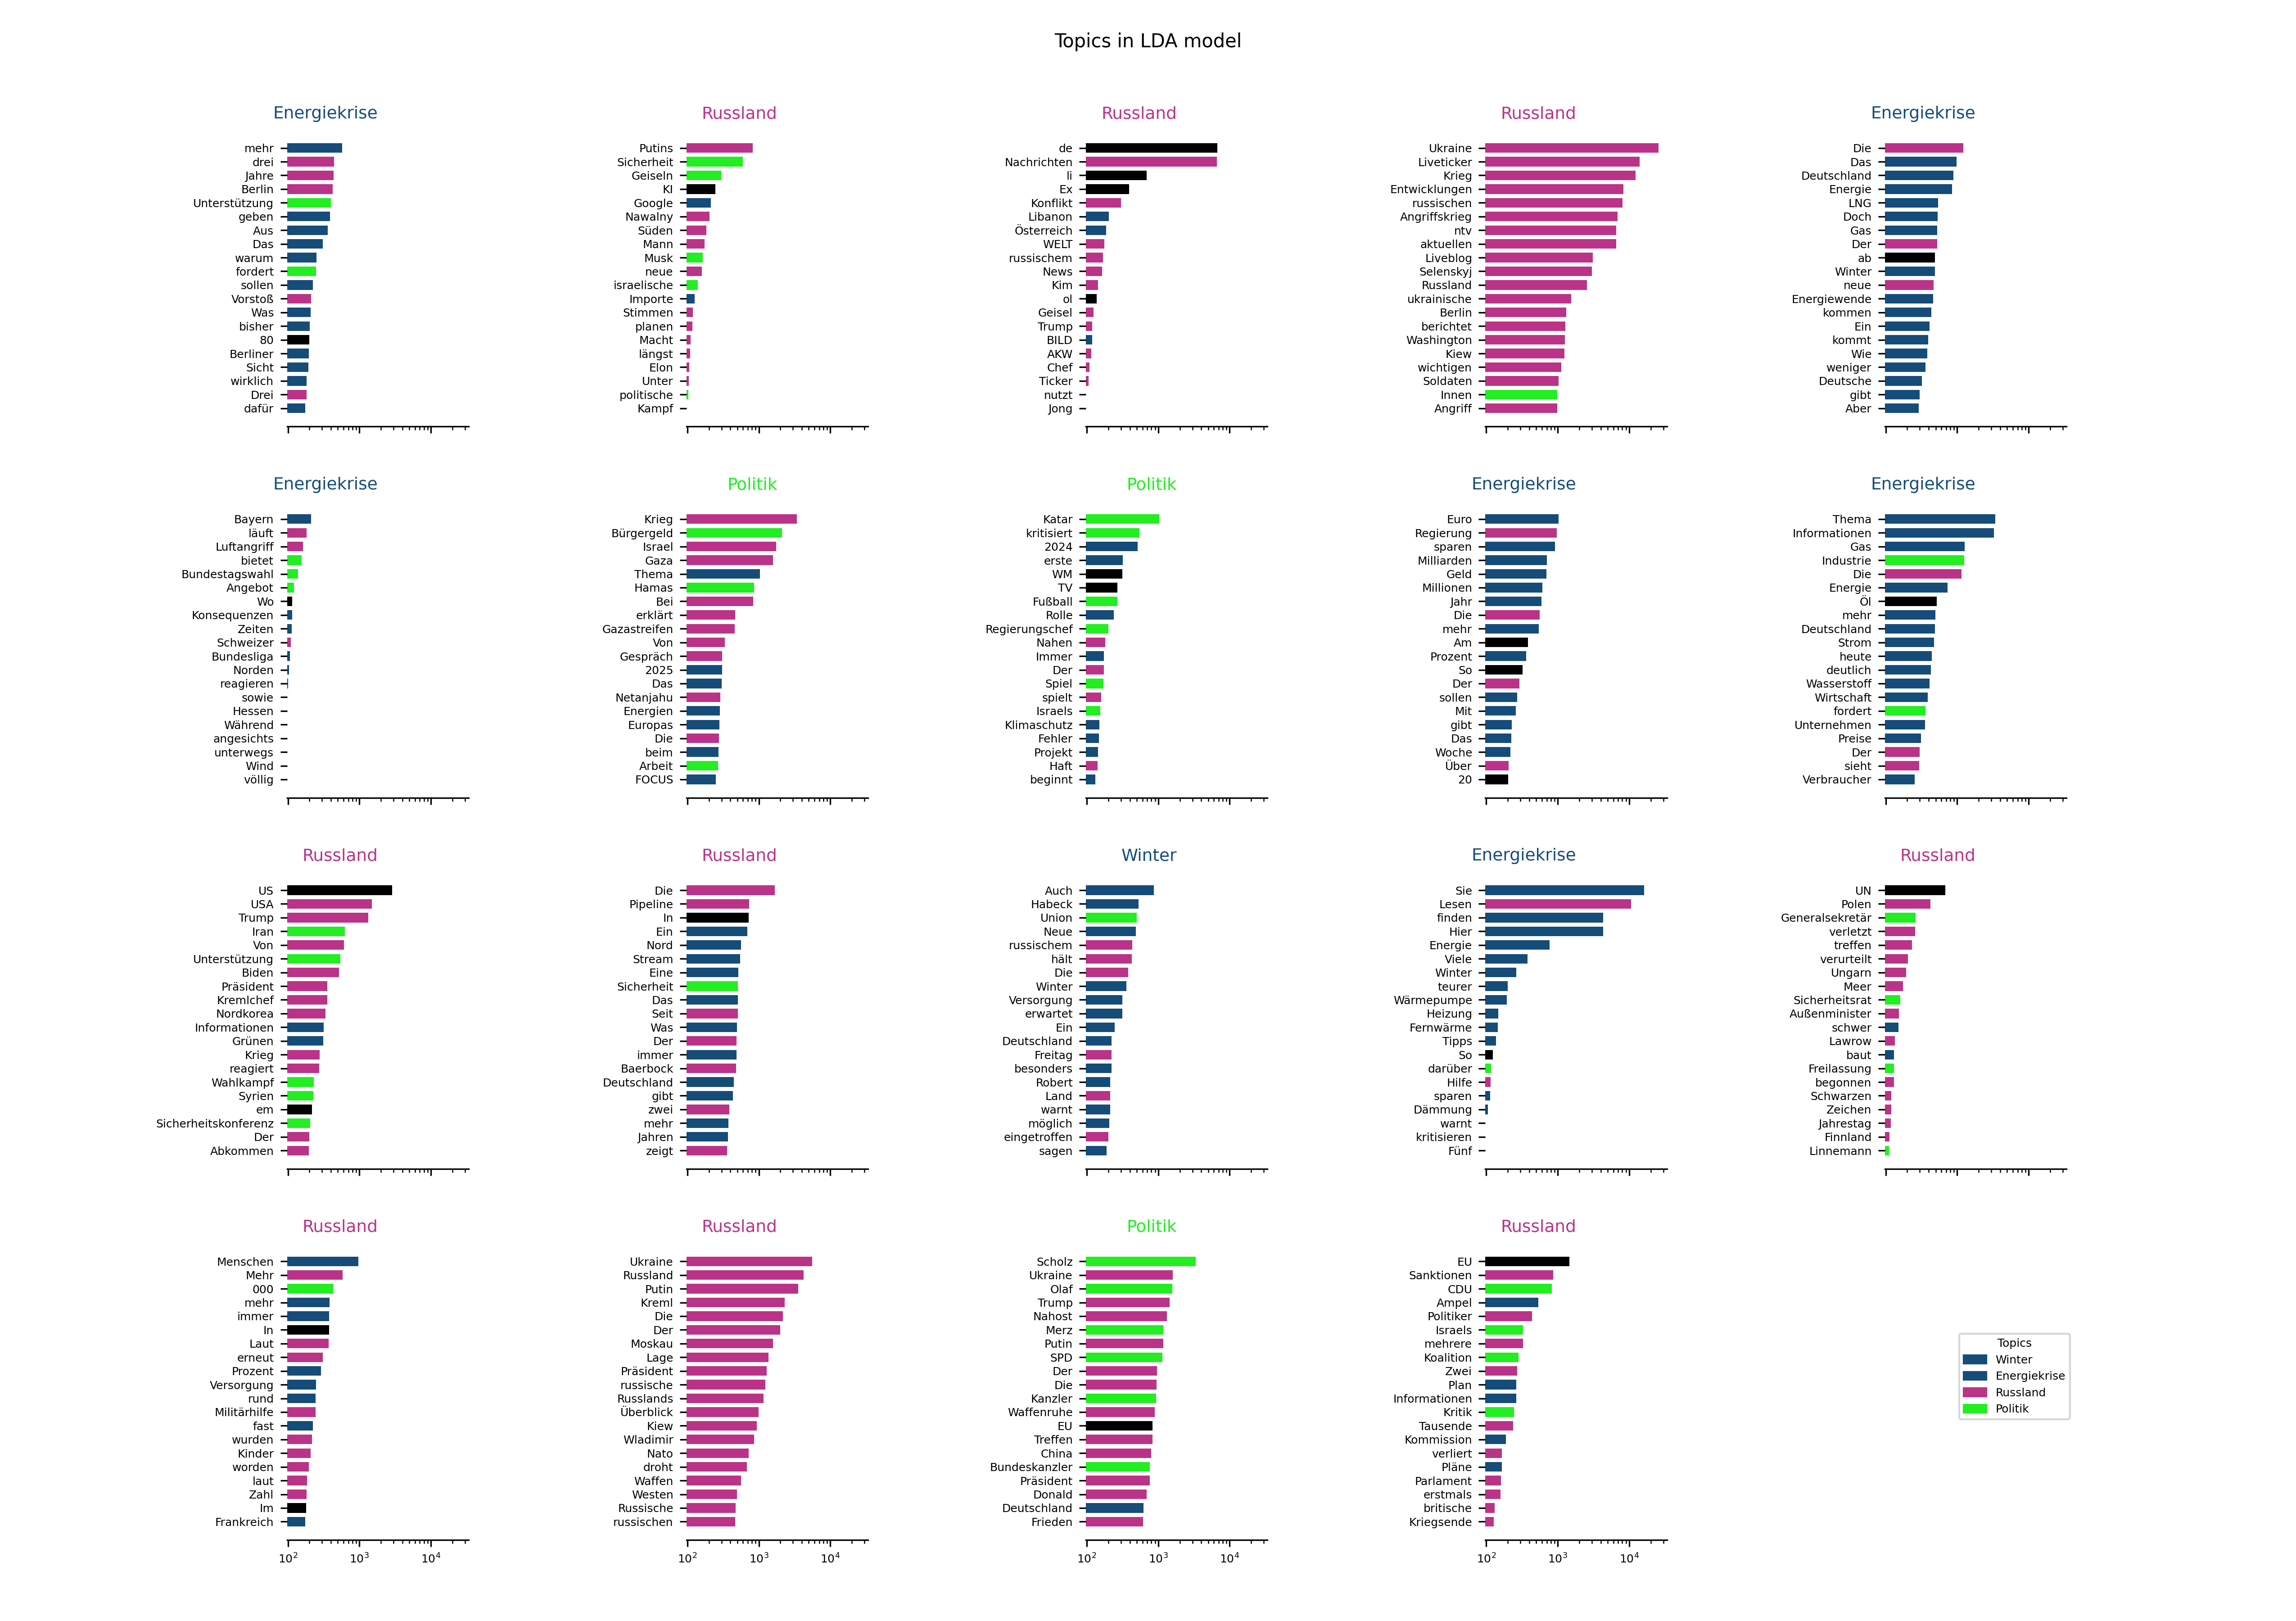 Topics in LDA model
Energiekrise
mehr
drei
Jahre
Berlin
Unterstützung
geben
Aus
Das
warum
fordert
sollen
Vorstoß
Was
bisher
80
Berliner
Sicht
wirklich
Drei
dafür
Russland
Putins
Sicherheit
Geiseln
KI
Google
Nawalny
Süden
Mann
Musk
neue
israelische
Importe
Stimmen
planen
Macht
längst
Elon
Unter
politische
Kampf
Russland
de
Nachrichten
li
Ex
Konflikt
Libanon
Österreich
WELT
russischem
News
Kim
ol
Geisel
Trump
BILD
AKW
Chef
Ticker
nutzt
Jong
Russland
Ukraine
Liveticker
Krieg
Entwicklungen
russischen
Angriffskrieg
ntv
aktuellen
Liveblog
Selenskyj
Russland
ukrainische
Berlin
berichtet
Washington
Kiew
wichtigen
Soldaten
Innen
Angriff
Energiekrise
Die
Das
Deutschland
Energie
LNG
Doch
Gas
Der
ab
Winter
neue
Energiewende
kommen
Ein
kommt
Wie
weniger
Deutsche
gibt
Aber
Energiekrise
Bayern
läuft
Luftangriff
bietet
Bundestagswahl
Angebot
Wo
Konsequenzen
Zeiten
Schweizer
Bundesliga
Norden
reagieren
sowie
Hessen
Während
angesichts
unterwegs
Wind
völlig
Politik
Krieg
Bürgergeld
Israel
Gaza
Thema
Hamas
Bei
erklärt
Gazastreifen
Von
Gespräch
2025
Das
Netanjahu
Energien
Europas
Die
beim
Arbeit
FOCUS
Politik
Katar
kritisiert
2024
erste
WM
TV
Fußball
Rolle
Regierungschef
Nahen
Immer
Der
Spiel
spielt
Israels
Klimaschutz
Fehler
Projekt
Haft
beginnt
Energiekrise
Euro
Regierung
sparen
Milliarden
Geld
Millionen
Jahr
Die
mehr
Am
Prozent
So
Der
sollen
Mit
gibt
Das
Woche
Über
20
Energiekrise
Thema
Informationen
Gas
Industrie
Die
Energie
Öl
mehr
Deutschland
Strom
heute
deutlich
Wasserstoff
Wirtschaft
fordert
Unternehmen
Preise
Der
sieht
Verbraucher
Russland
US
USA
Trump
Iran
Von
Unterstützung
Biden
Präsident
Kremlchef
Nordkorea
Informationen
Grünen
Krieg
reagiert
Wahlkampf
Syrien
em
Sicherheitskonferenz
Der
Abkommen
Russland
Die
Pipeline
In
Ein
Nord
Stream
Eine
Sicherheit
Das
Seit
Was
Der
immer
Baerbock
Deutschland
gibt
zwei
mehr
Jahren
zeigt
Winter
Auch
Habeck
Union
Neue
russischem
hält
Die
Winter
Versorgung
erwartet
Ein
Deutschland
Freitag
besonders
Robert
Land
warnt
möglich
eingetroffen
sagen
Energiekrise
Sie
Lesen
finden
Hier
Energie
Viele
Winter
teurer
Wärmepumpe
Heizung
Fernwärme
Tipps
So
darüber
Hilfe
sparen
Dämmung
warnt
kritisieren
Fünf
Russland
UN
Polen
Generalsekretär
verletzt
treffen
verurteilt
Ungarn
Meer
Sicherheitsrat
Außenminister
schwer
Lawrow
baut
Freilassung
begonnen
Schwarzen
Zeichen
Jahrestag
Finnland
Linnemann
Russland
Menschen
Mehr
000
mehr
immer
In
Laut
erneut
Prozent
Versorgung
rund
Militärhilfe
fast
wurden
Kinder
worden
laut
Zahl
Im
Frankreich
10² 10³ 10⁴
Russland
Ukraine
Russland
Putin
Kreml
Die
Der
Moskau
Lage
Präsident
russische
Russlands
Überblick
Kiew
Wladimir
Nato
droht
Waffen
Westen
Russische
russischen
10² 10³ 10⁴
Politik
Scholz
Ukraine
Olaf
Trump
Nahost
Merz
Putin
SPD
Der
Die
Kanzler
Waffenruhe
EU
Treffen
China
Bundeskanzler
Präsident
Donald
Deutschland
Frieden
10² 10³ 10⁴
Russland
EU
Sanktionen
CDU
Ampel
Politiker
Israels
mehrere
Koalition
Zwei
Plan
Informationen
Kritik
Tausende
Kommission
verliert
Pläne
Parlament
erstmals
britische
Kriegsende
10² 10³ 10⁴
Topics
Winter
Energiekrise
Russland
Politik